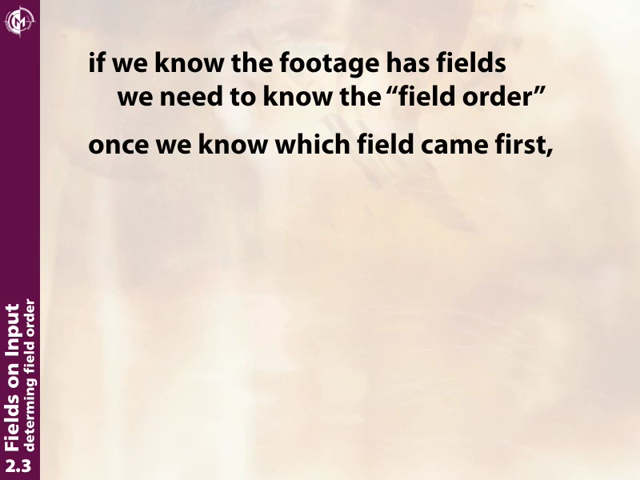 if we know the footage has fields
we need to know the “field order”
once we know which field came first,
2.3 Fields on Input
determing field order